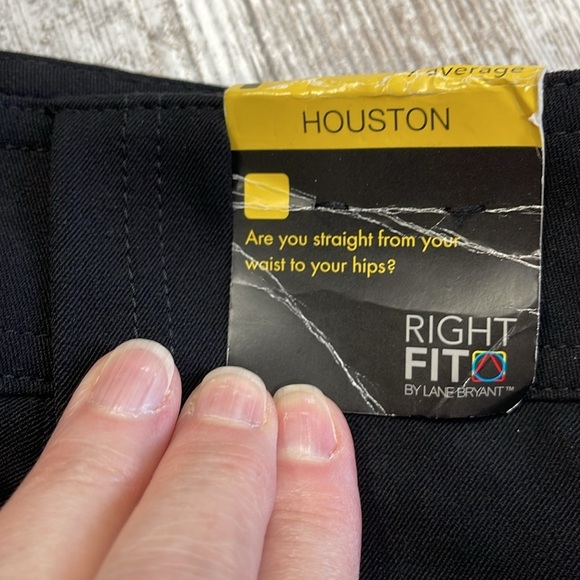 average
HOUSTON
Are you straight from your
waist to your hips?
RIGHT
FIT
BY LANE BRYANT™